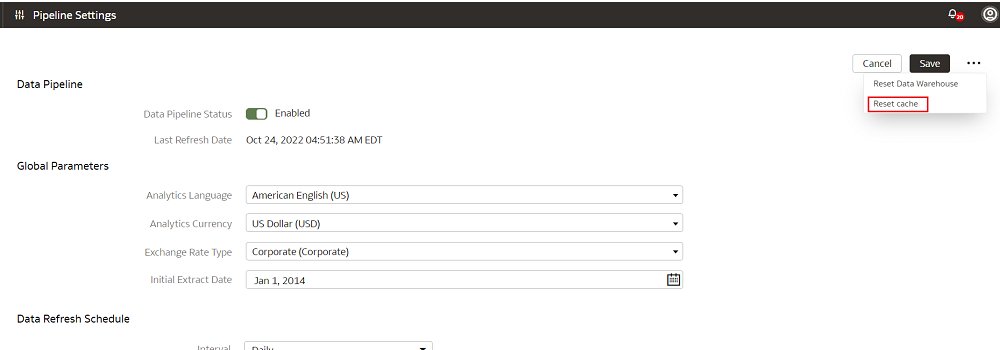 Pipeline Settings
20
Cancel Save ...
Reset Data Warehouse
Reset cache
Data Pipeline
Data Pipeline Status Enabled
Last Refresh Date Oct 24, 2022 04:51:38 AM EDT
Global Parameters
Analytics Language American English (US)
Analytics Currency US Dollar (USD)
Exchange Rate Type Corporate (Corporate)
Initial Extract Date Jan 1, 2014
Data Refresh Schedule
Interval Daily